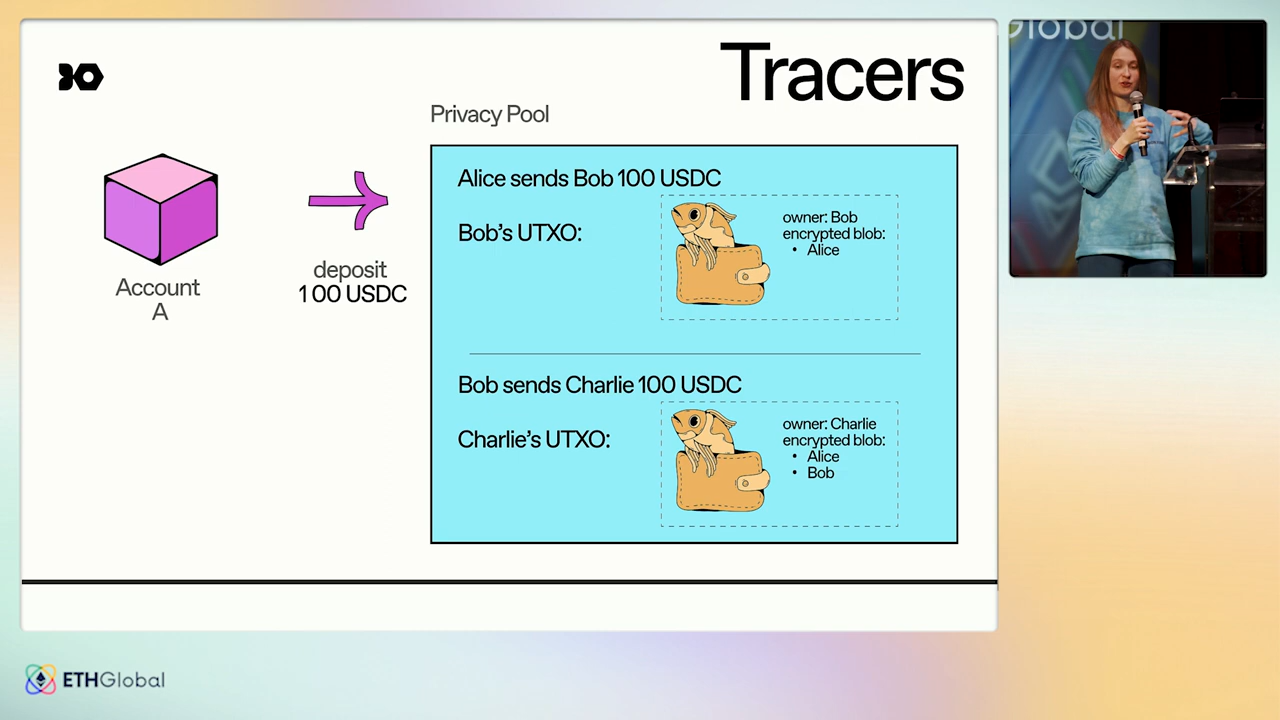 Tracers
Privacy Pool
Account
A
deposit
100 USDC
Alice sends Bob 100 USDC
Bob's UTXO:
owner: Bob
encrypted blob:
• Alice
Bob sends Charlie 100 USDC
Charlie's UTXO:
owner: Charlie
encrypted blob:
• Alice
• Bob
Global
ETHGlobal